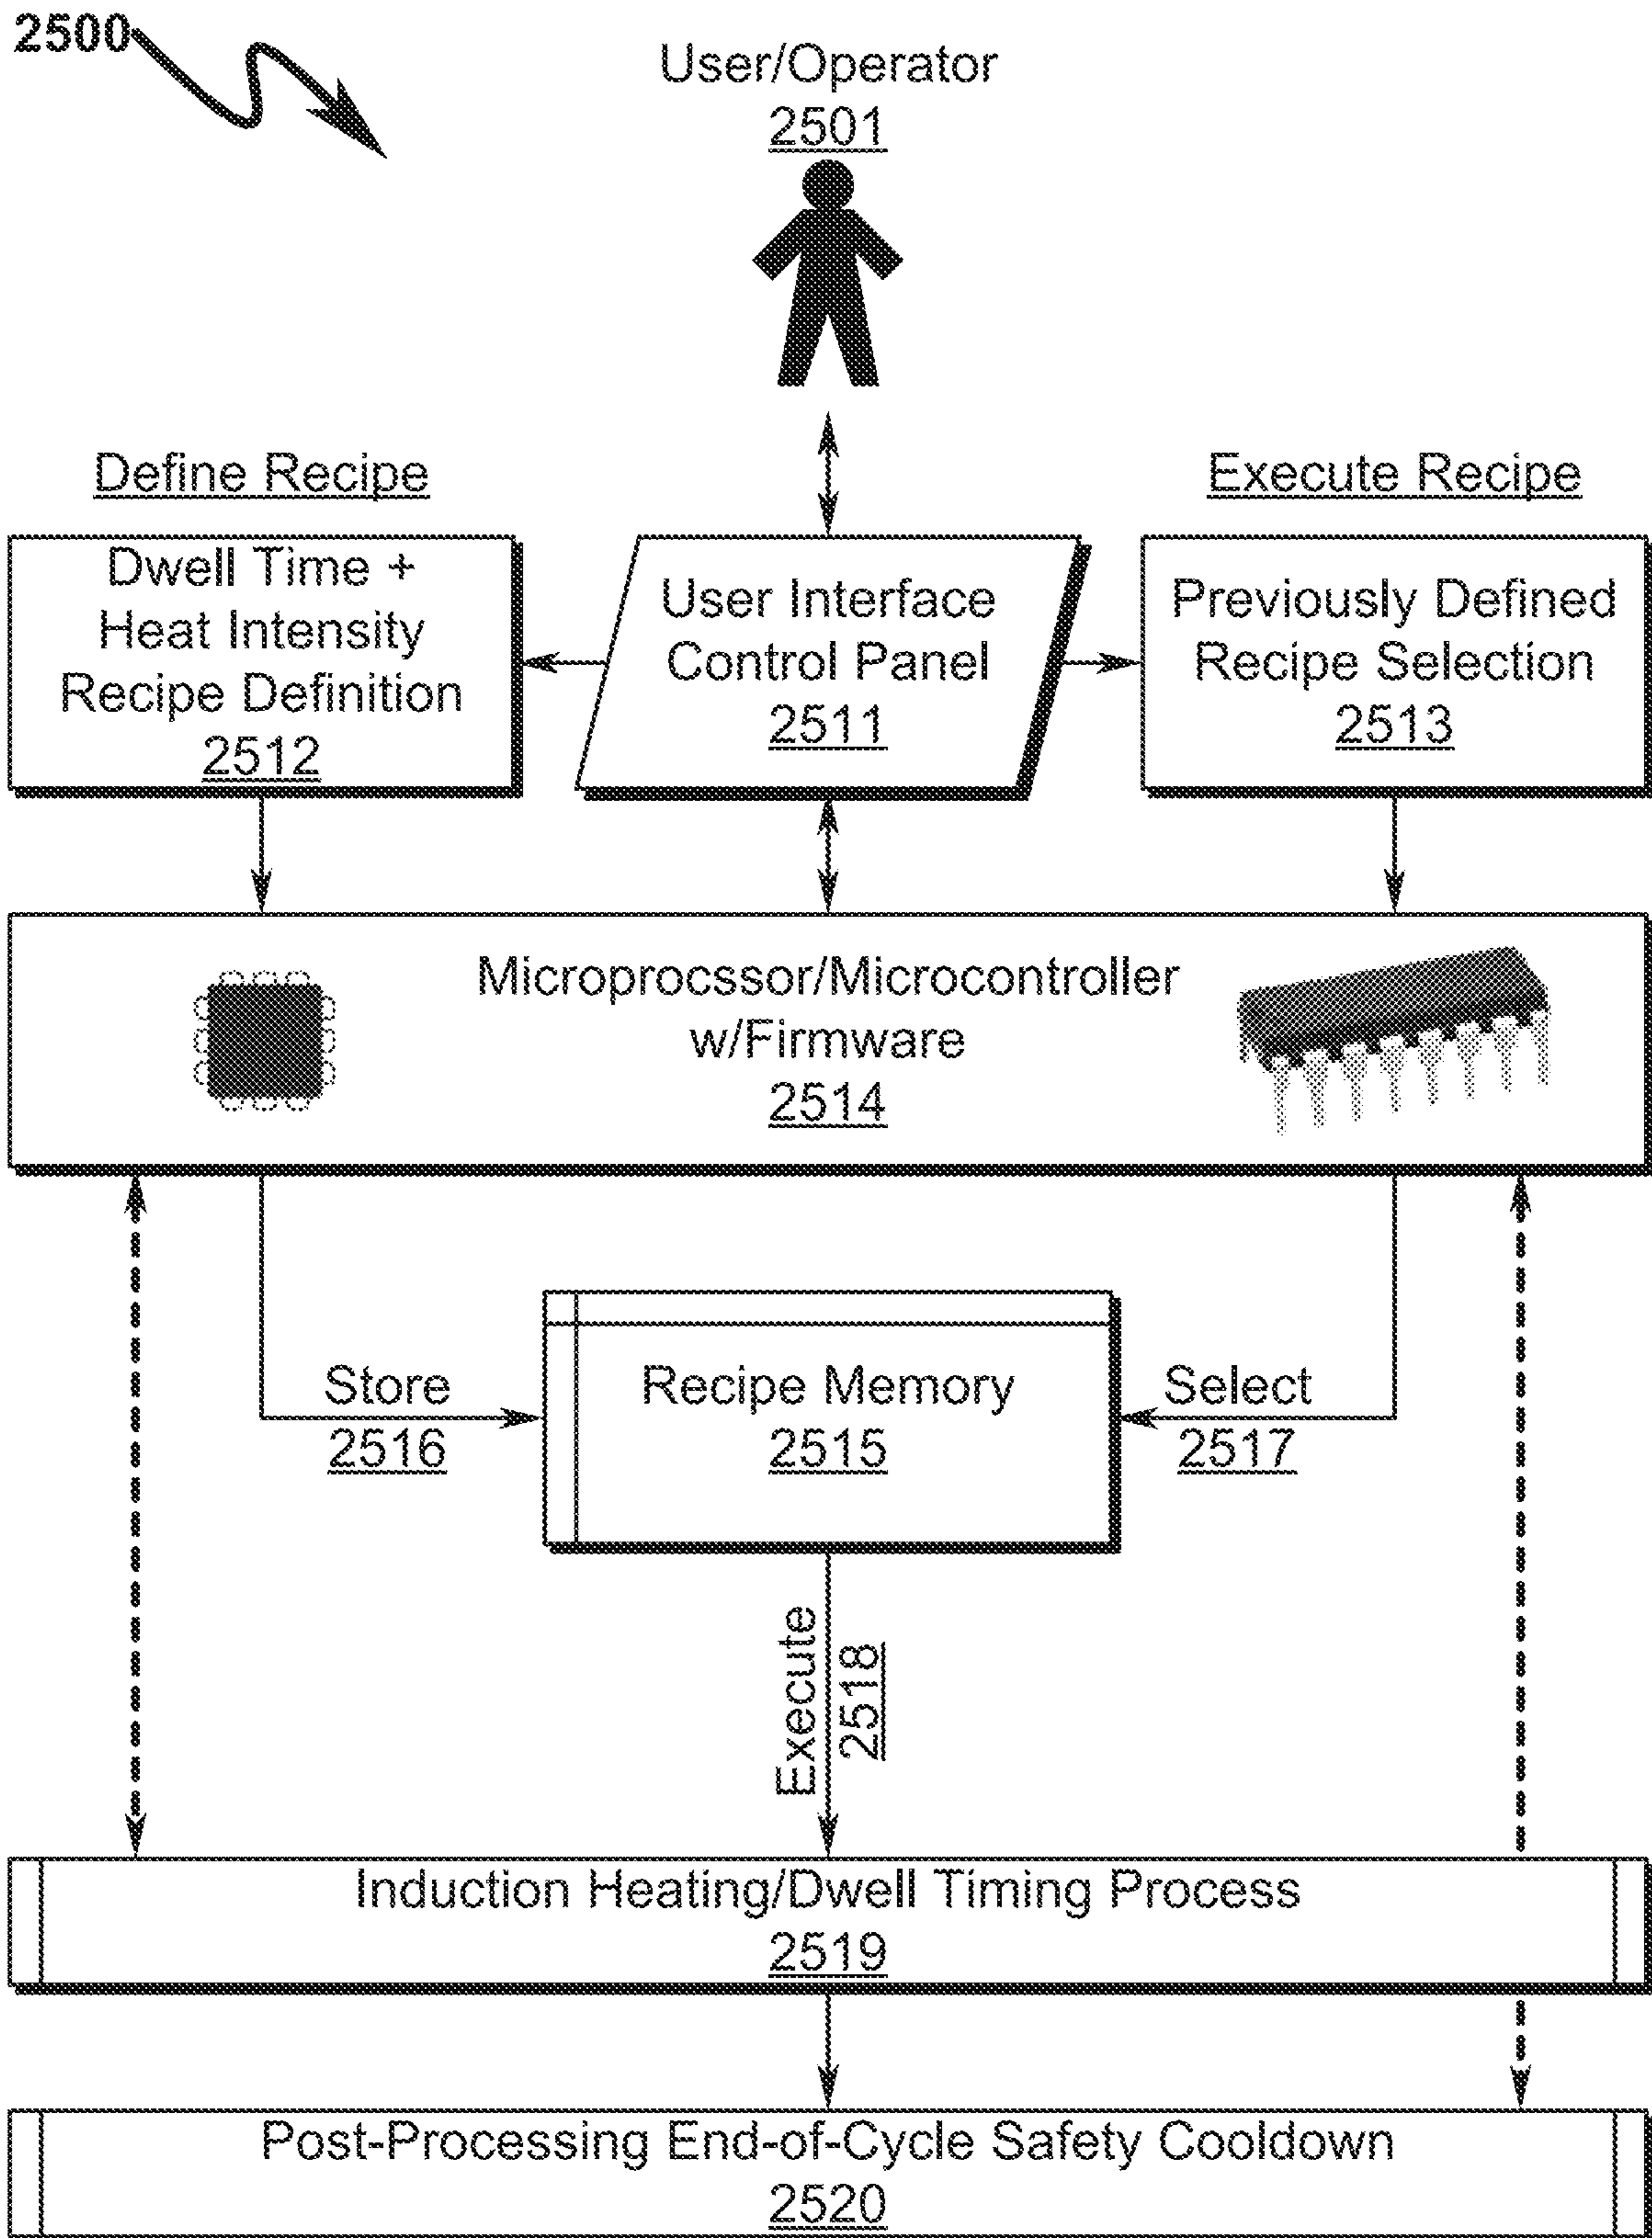 2500
User/Operator
2501
Define Recipe
Execute Recipe
Dwell Time +
Heat Intensity
Recipe Definition
2512
User Interface
Control Panel
2511
Previously Defined
Recipe Selection
2513
Microprocssor/Microcontroller
w/Firmware
2514
Store
2516
Recipe Memory
2515
Select
2517
Execute
2518
Induction Heating/Dwell Timing Process
2519
Post-Processing End-of-Cycle Safety Cooldown
2520